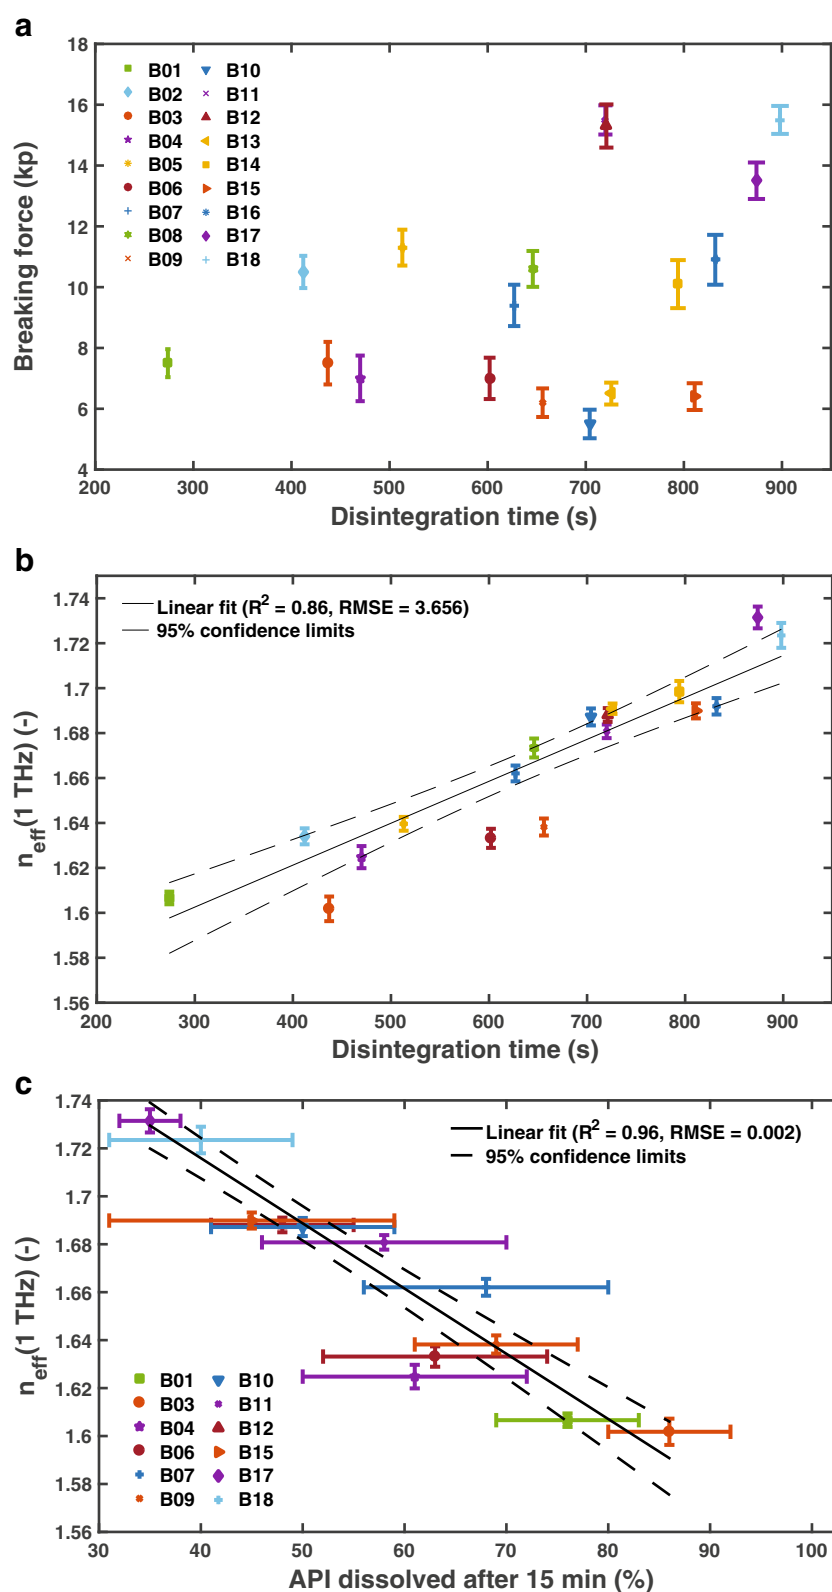 a
18
16
14
12
10
8
6
4
Breaking force (kp)
B01
B02
B03
B04
B05
B06
B07
B08
B09
B10
B11
B12
B13
B14
B15
B16
B17
B18
200 300 400 500 600 700 800 900
Disintegration time (s)
b
1.74
1.72
1.7
1.68
1.66
1.64
1.62
1.6
1.58
1.56
n_eff(1 THz) (-)
Linear fit (R² = 0.86, RMSE = 3.656)
95% confidence limits
200 300 400 500 600 700 800 900
Disintegration time (s)
c
1.74
1.72
1.7
1.68
1.66
1.64
1.62
1.6
1.58
1.56
n_eff(1 THz) (-)
Linear fit (R² = 0.96, RMSE = 0.002)
95% confidence limits
B01
B03
B04
B06
B07
B09
B10
B11
B12
B15
B17
B18
30 40 50 60 70 80 90 100
API dissolved after 15 min (%)